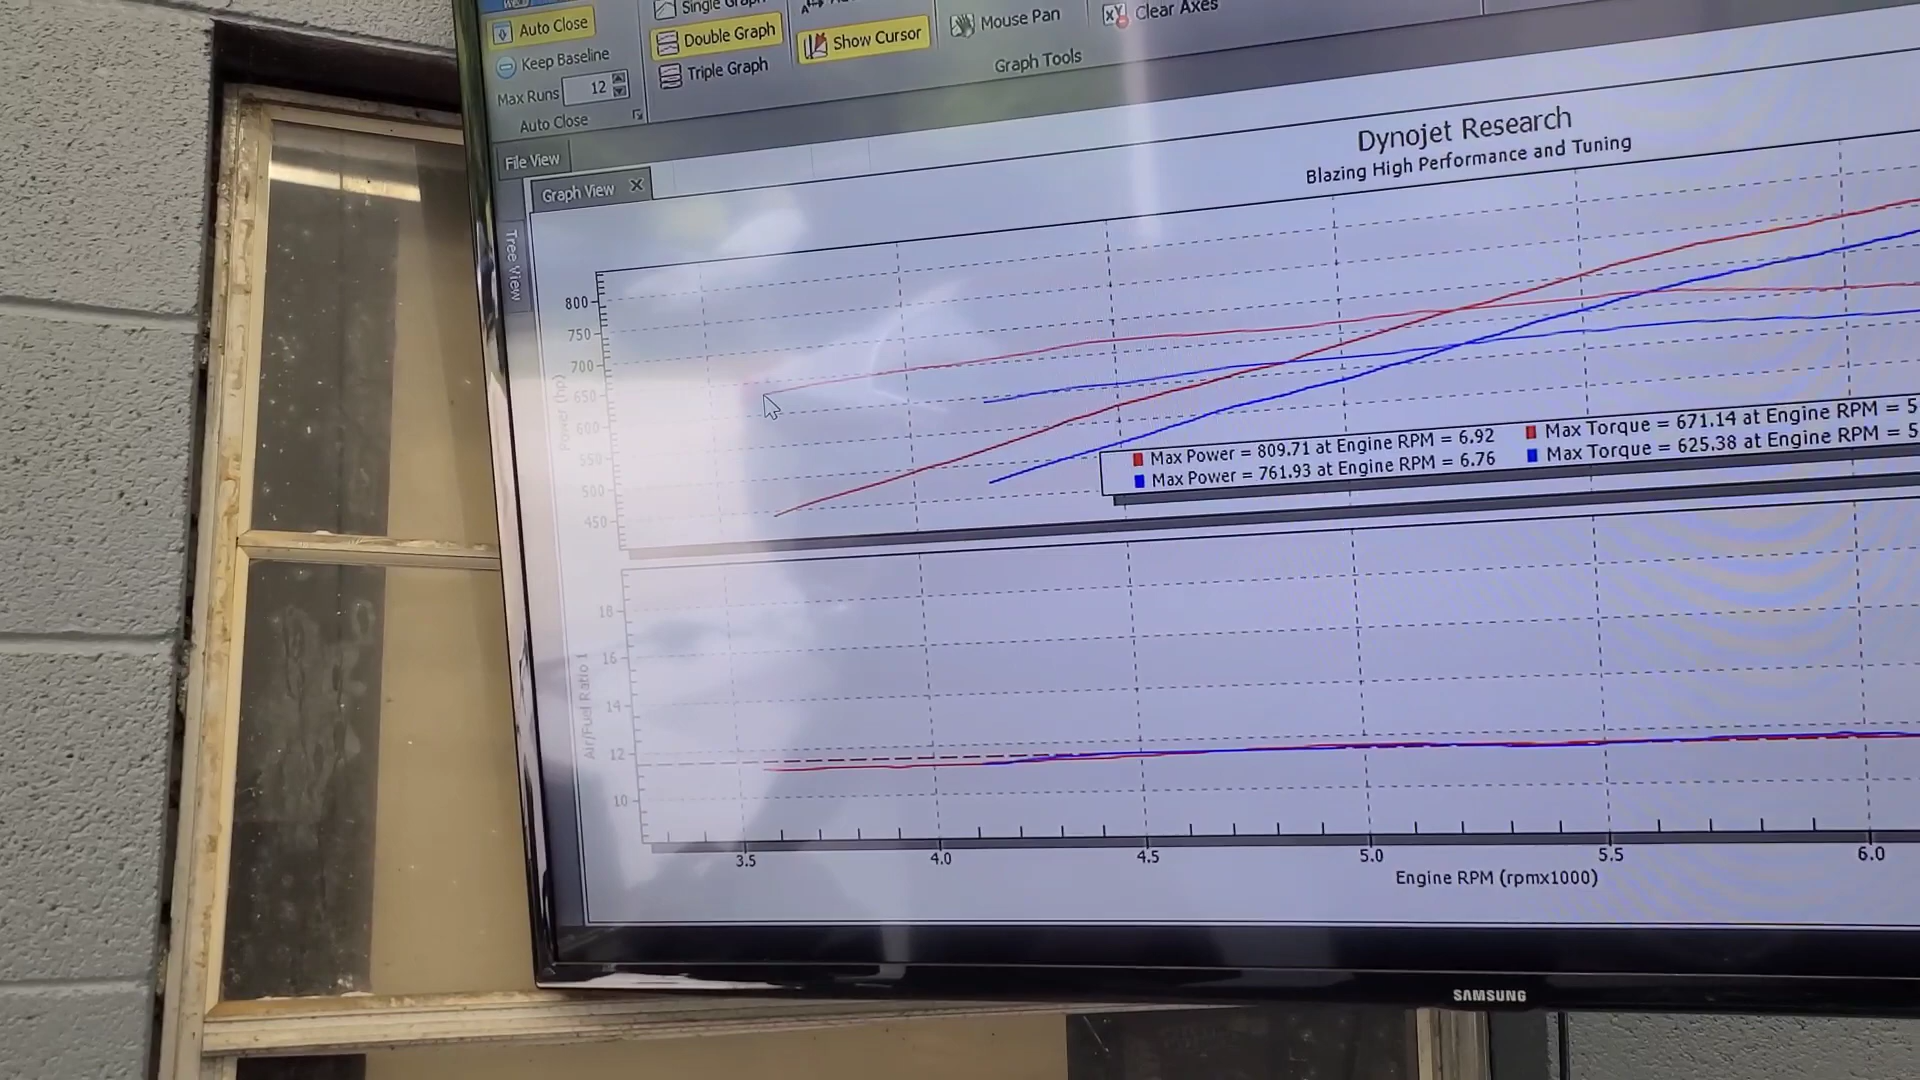 Auto Close
Keep Baseline
Max Runs 12
Auto Close
Single Graph
Double Graph
Triple Graph
Show Cursor
Mouse Pan
Clear Axes
Graph Tools
File View
Graph View
Tree View
Dynojet Research
Blazing High Performance and Tuning
Power (hp)
800
750
700
650
600
550
500
450
Max Power = 809.71 at Engine RPM = 6.92
Max Torque = 671.14 at Engine RPM = 5
Max Power = 761.93 at Engine RPM = 6.76
Max Torque = 625.38 at Engine RPM = 5
Air/Fuel Ratio 1
18
16
14
12
10
3.5 4.0 4.5 5.0 5.5 6.0
Engine RPM (rpmx1000)
SAMSUNG